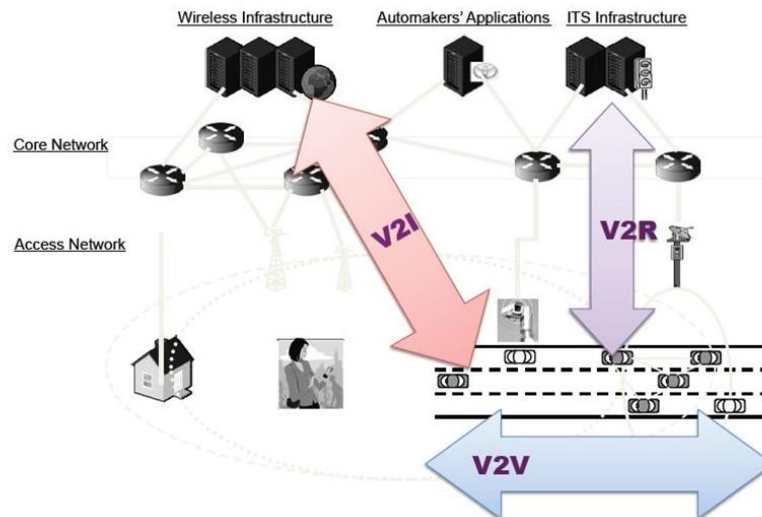 Wireless Infrastructure
Automakers' Applications
ITS Infrastructure
Core Network
V2I
V2R
Access Network
V2V